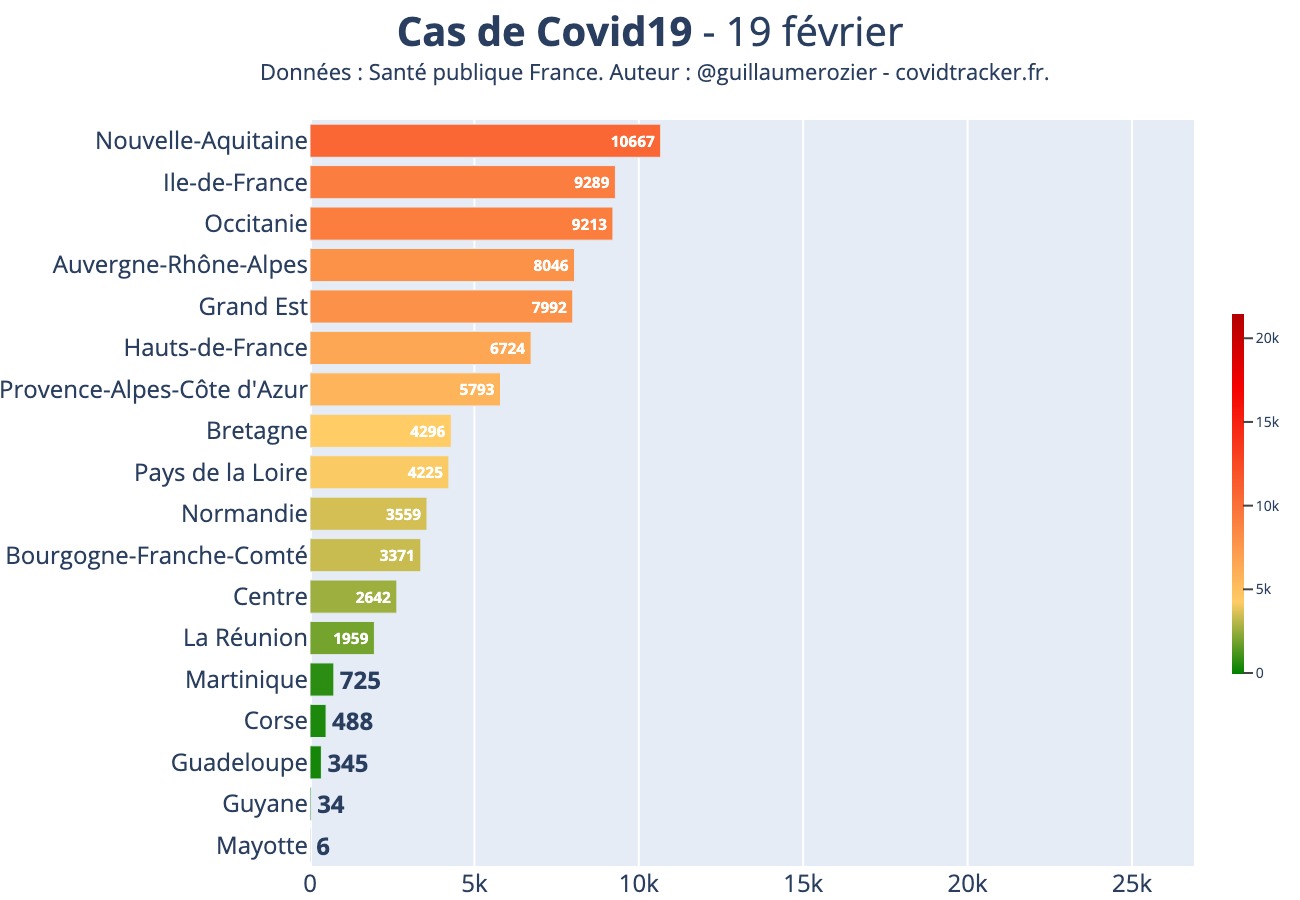 Cas de Covid19 - 19 février
Données : Santé publique France. Auteur : @guillaumerozier - covidtracker.fr.
Nouvelle-Aquitaine 10667
Ile-de-France 9289
Occitanie 9213
Auvergne-Rhône-Alpes 8046
Grand Est 7992
Hauts-de-France 6724
Provence-Alpes-Côte d'Azur 5793
Bretagne 4296
Pays de la Loire 4225
Normandie 3559
Bourgogne-Franche-Comté 3371
Centre 2642
La Réunion 1959
Martinique 725
Corse 488
Guadeloupe 345
Guyane 34
Mayotte 6
0 5k 10k 15k 20k 25k
20k
15k
10k
5k
0